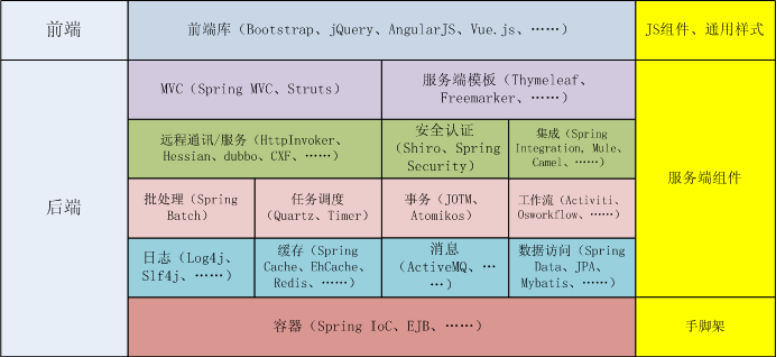 前端
前端库（Bootstrap、jQuery、AngularJS、Vue.js、……）
JS组件、通用样式
后端
MVC（Spring MVC、Struts）
服务端模板（Thymeleaf、
Freemarker、……）
远程通讯/服务（HttpInvoker、
Hessian、dubbo、CXF、……）
安全认证
（Shiro、Spring
Security）
集成（Spring
Integration, Mule、
Camel、……）
服务端组件
批处理（Spring
Batch）
任务调度
（Quartz、Timer）
事务（JOTM、
Atomikos）
工作流（Activiti、
Osworkflow、……）
日志（Log4j、
Slf4j、……）
缓存（Spring
Cache、EhCache、
Redis、……）
消息
（ActiveMQ、…
…）
数据访问（Spring
Data、JPA、
Mybatis、……）
容器（Spring IoC、EJB、……）
手脚架